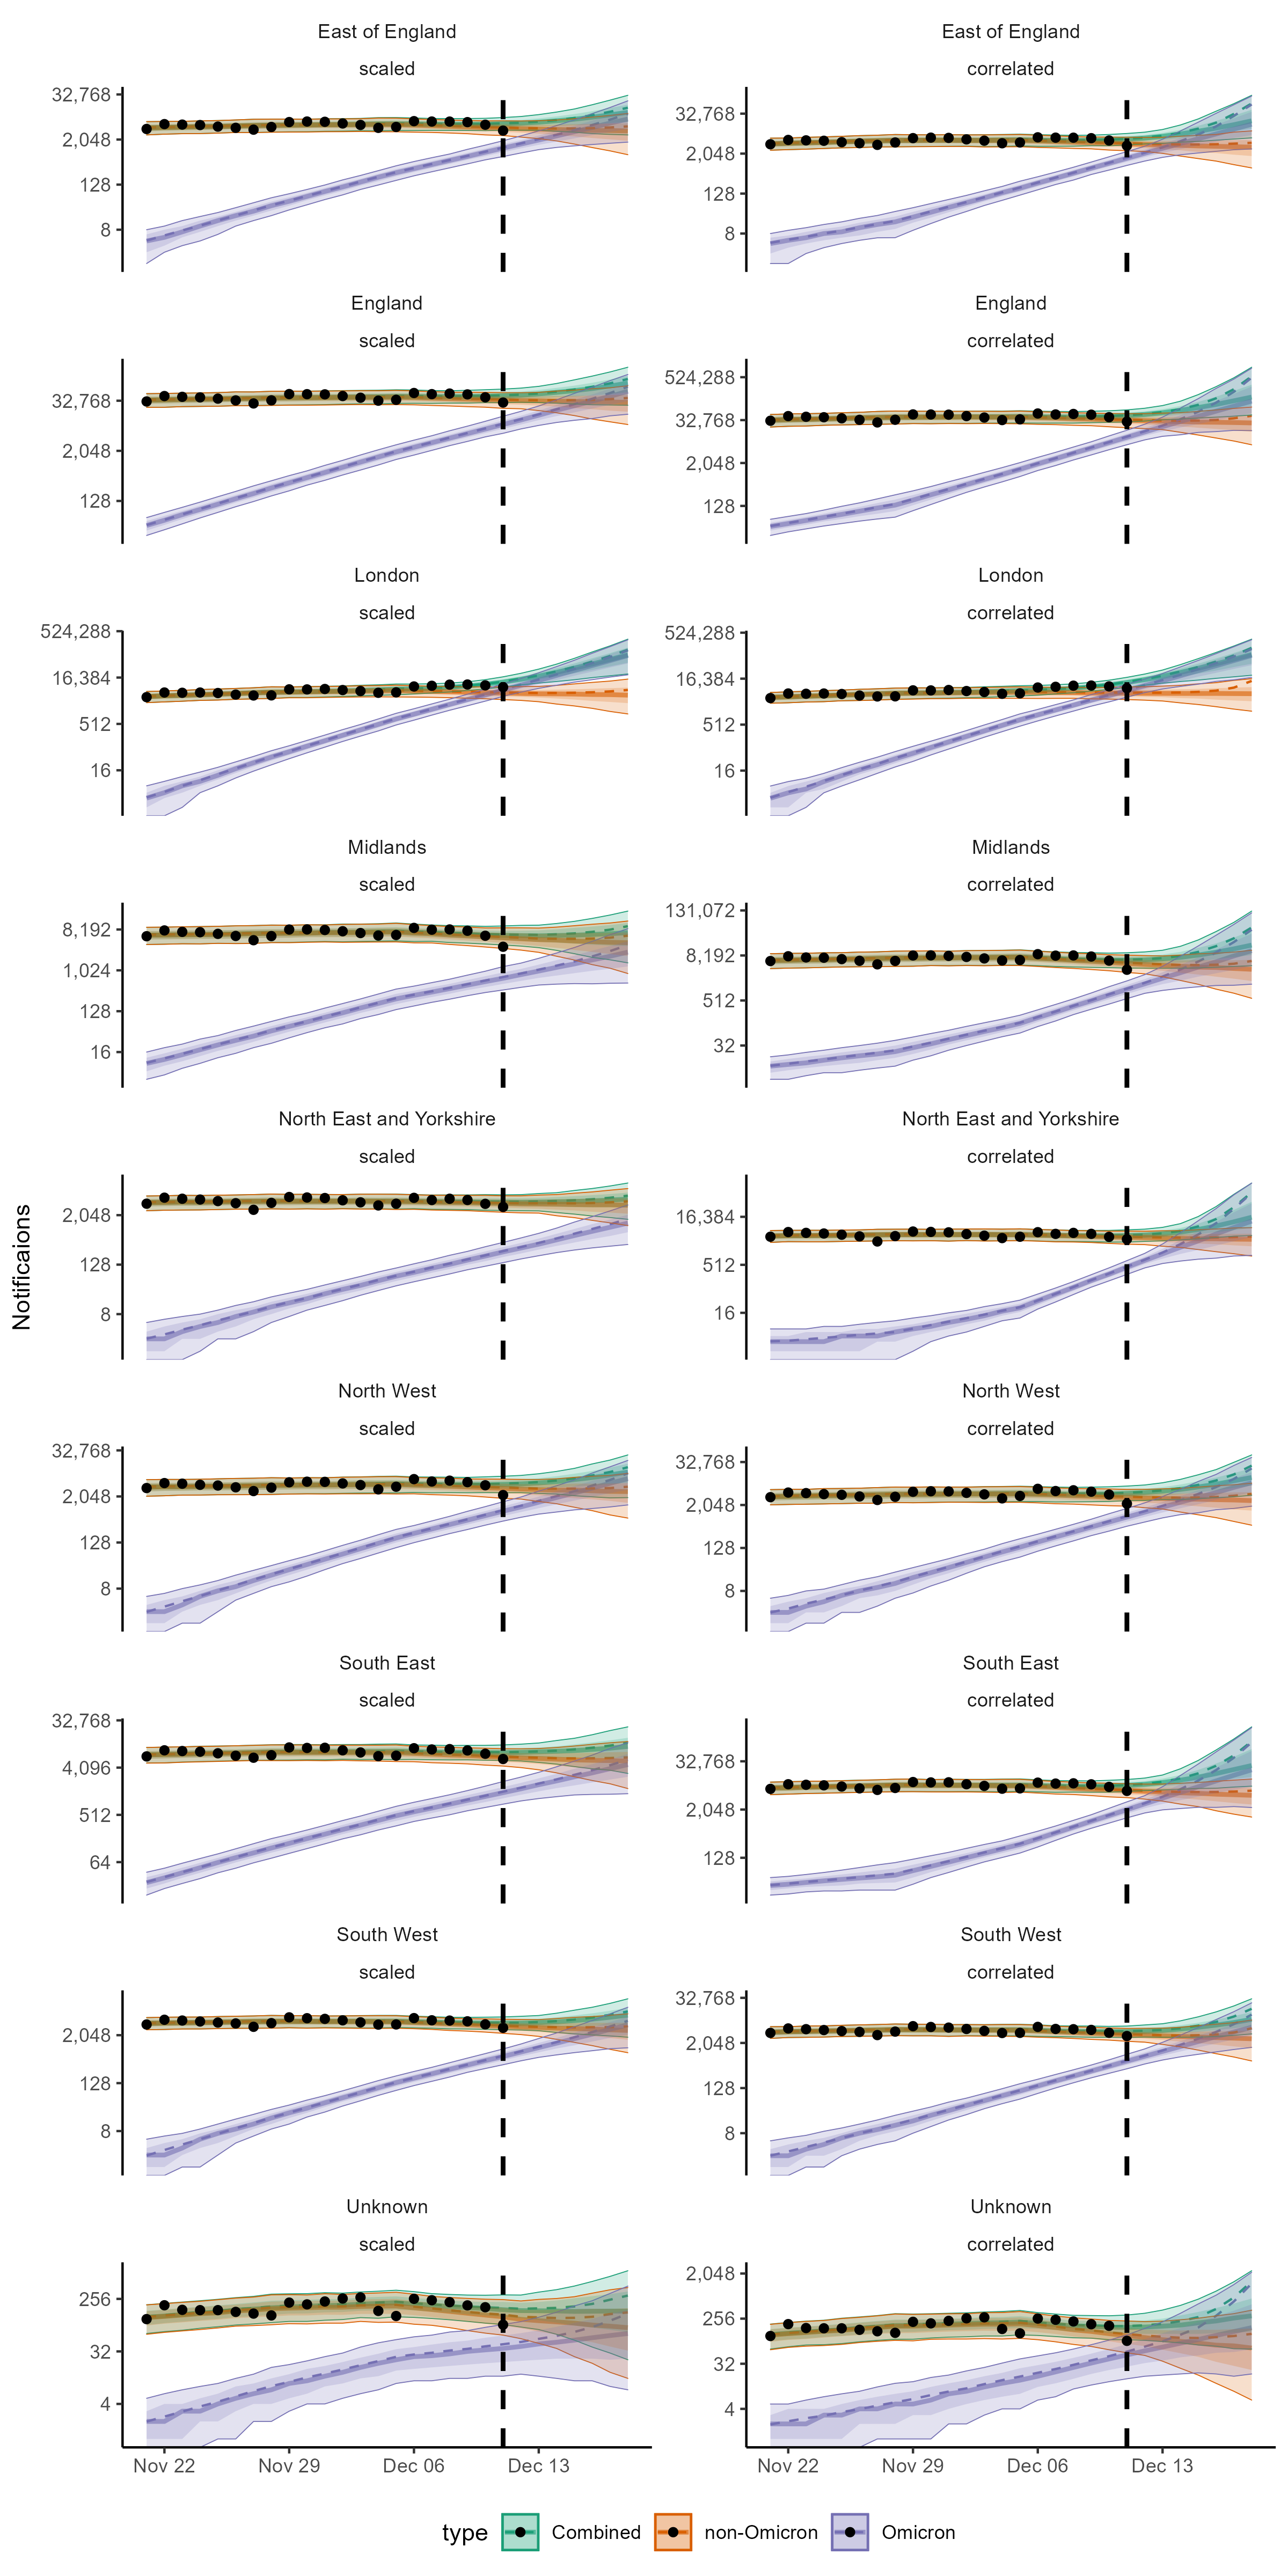 East of England
scaled
East of England
correlated
32,768
2,048
128
8
32,768
2,048
128
8
England
scaled
England
correlated
32,768
2,048
128
524,288
32,768
2,048
128
London
scaled
London
correlated
524,288
16,384
512
16
524,288
16,384
512
16
Midlands
scaled
Midlands
correlated
8,192
1,024
128
16
131,072
8,192
512
32
North East and Yorkshire
scaled
North East and Yorkshire
correlated
2,048
128
8
16,384
512
16
Notificaions
North West
scaled
North West
correlated
32,768
2,048
128
8
32,768
2,048
128
8
South East
scaled
South East
correlated
32,768
4,096
512
64
32,768
2,048
128
South West
scaled
South West
correlated
2,048
128
8
32,768
2,048
128
8
Unknown
scaled
Unknown
correlated
256
32
4
2,048
256
32
4
Nov 22 Nov 29 Dec 06 Dec 13
Nov 22 Nov 29 Dec 06 Dec 13
type Combined non-Omicron Omicron